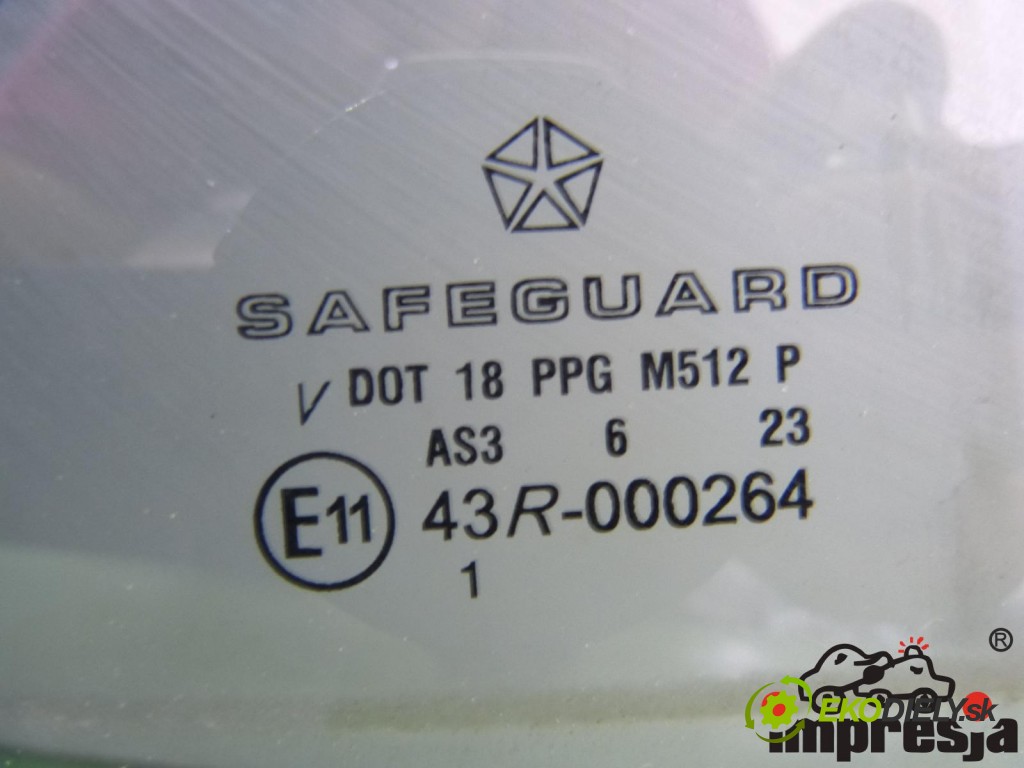 SAFEGUARD
V DOT 18 PPG M512 P
AS3 6 23
E11 43R-000264
1
®
EKODIELY.sk
impresja